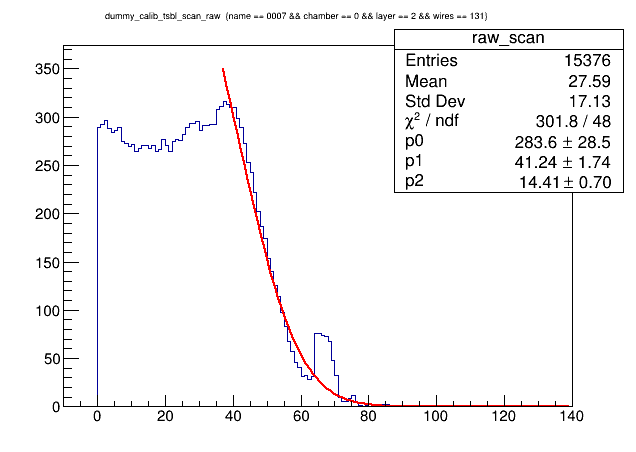 dummy_calib_tsbl_scan_raw (name == 0007 && chamber == 0 && layer == 2 && wires == 131)
raw_scan
Entries 15376
Mean 27.59
Std Dev 17.13
χ² / ndf 301.8 / 48
p0 283.6 ± 28.5
p1 41.24 ± 1.74
p2 14.41 ± 0.70
350
300
250
200
150
100
50
0
0 20 40 60 80 100 120 140